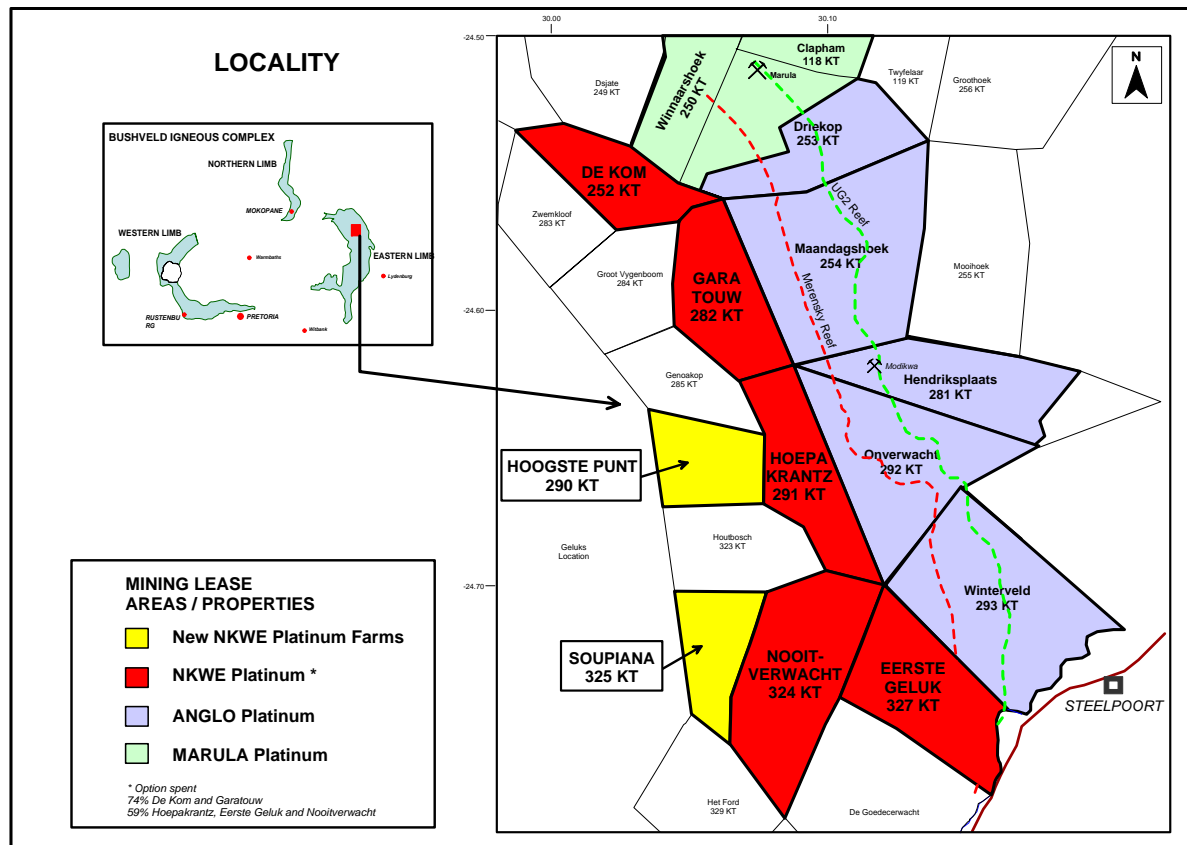 LOCALITY
BUSHVELD IGNEOUS COMPLEX
NORTHERN LIMB
MOKOPANE
WESTERN LIMB
Warmbaths
EASTERN LIMB
Lydenburg
RUSTENBU
RG
PRETORIA
Witbank
30.00
30.10
-24.50
-24.60
-24.70
N
Dsjate
249 KT
Winnaarshoek
250 KT
Clapham
118 KT
Marula
Twyfelaar
119 KT
Groothoek
256 KT
Driekop
253 KT
DE KOM
252 KT
Zwemkloof
283 KT
UG2 Reef
Maandagshoek
254 KT
Mooihoek
255 KT
Groot Vygenboom
284 KT
GARA
TOUW
282 KT
Merensky Reef
Genoakop
285 KT
Modikwa
Hendriksplaats
281 KT
HOOGSTE PUNT
290 KT
HOEPA
KRANTZ
291 KT
Onverwacht
292 KT
Geluks
Location
Houtbosch
323 KT
Winterveld
293 KT
SOUPIANA
325 KT
NOOIT-
VERWACHT
324 KT
EERSTE
GELUK
327 KT
STEELPOORT
Het Ford
329 KT
De Goedecerwacht
MINING LEASE
AREAS / PROPERTIES
New NKWE Platinum Farms
NKWE Platinum *
ANGLO Platinum
MARULA Platinum
* Option spent
74% De Kom and Garatouw
59% Hoepakrantz, Eerste Geluk and Nooitverwacht